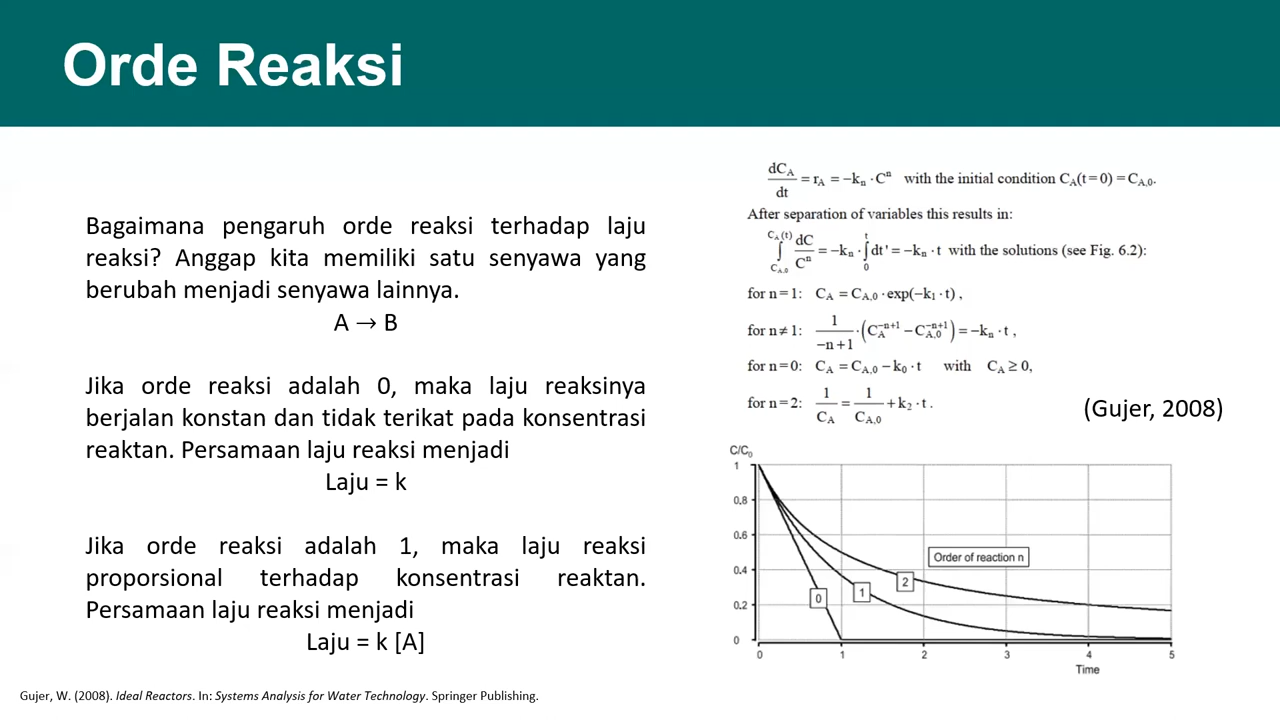 Orde Reaksi
Bagaimana pengaruh orde reaksi terhadap laju
reaksi? Anggap kita memiliki satu senyawa yang
berubah menjadi senyawa lainnya.
A → B
Jika orde reaksi adalah 0, maka laju reaksinya
berjalan konstan dan tidak terikat pada konsentrasi
reaktan. Persamaan laju reaksi menjadi
Laju = k
Jika orde reaksi adalah 1, maka laju reaksi
proporsional terhadap konsentrasi reaktan.
Persamaan laju reaksi menjadi
Laju = k [A]
dC_A/dt = r_A = −k_n · C^n with the initial condition C_A(t=0) = C_A,0.
After separation of variables this results in:
∫_{C_A,0}^{C_A(t)} dC/C^n = −k_n · ∫_0^t dt' = −k_n · t with the solutions (see Fig. 6.2):
for n=1: C_A = C_A,0 · exp(−k_1 · t) ,
for n≠1: 1/(−n+1) · (C_A^{−n+1} − C_A,0^{−n+1}) = −k_n · t ,
for n=0: C_A = C_A,0 − k_0 · t with C_A ≥ 0,
for n=2: 1/C_A = 1/C_A,0 + k_2 · t .
(Gujer, 2008)
C/C_0
1
0.8
0.6
0.4
0.2
0
Order of reaction n
0
1
2
0 1 2 3 4 5
Time
Gujer, W. (2008). Ideal Reactors. In: Systems Analysis for Water Technology. Springer Publishing.